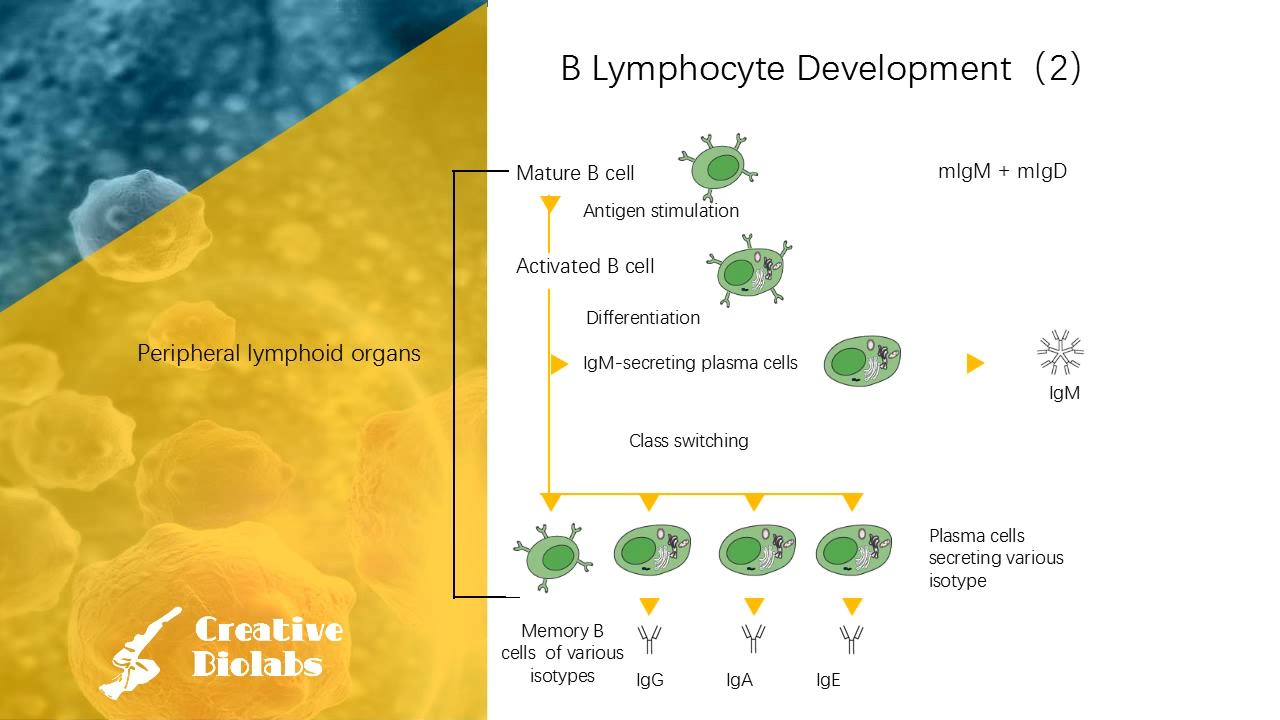 B Lymphocyte Development（2）
Mature B cell
mIgM + mIgD
Antigen stimulation
Activated B cell
Differentiation
Peripheral lymphoid organs
IgM-secreting plasma cells
IgM
Class switching
Plasma cells
secreting various
isotype
Memory B
cells of various
isotypes
IgG
IgA
IgE
Creative
Biolabs